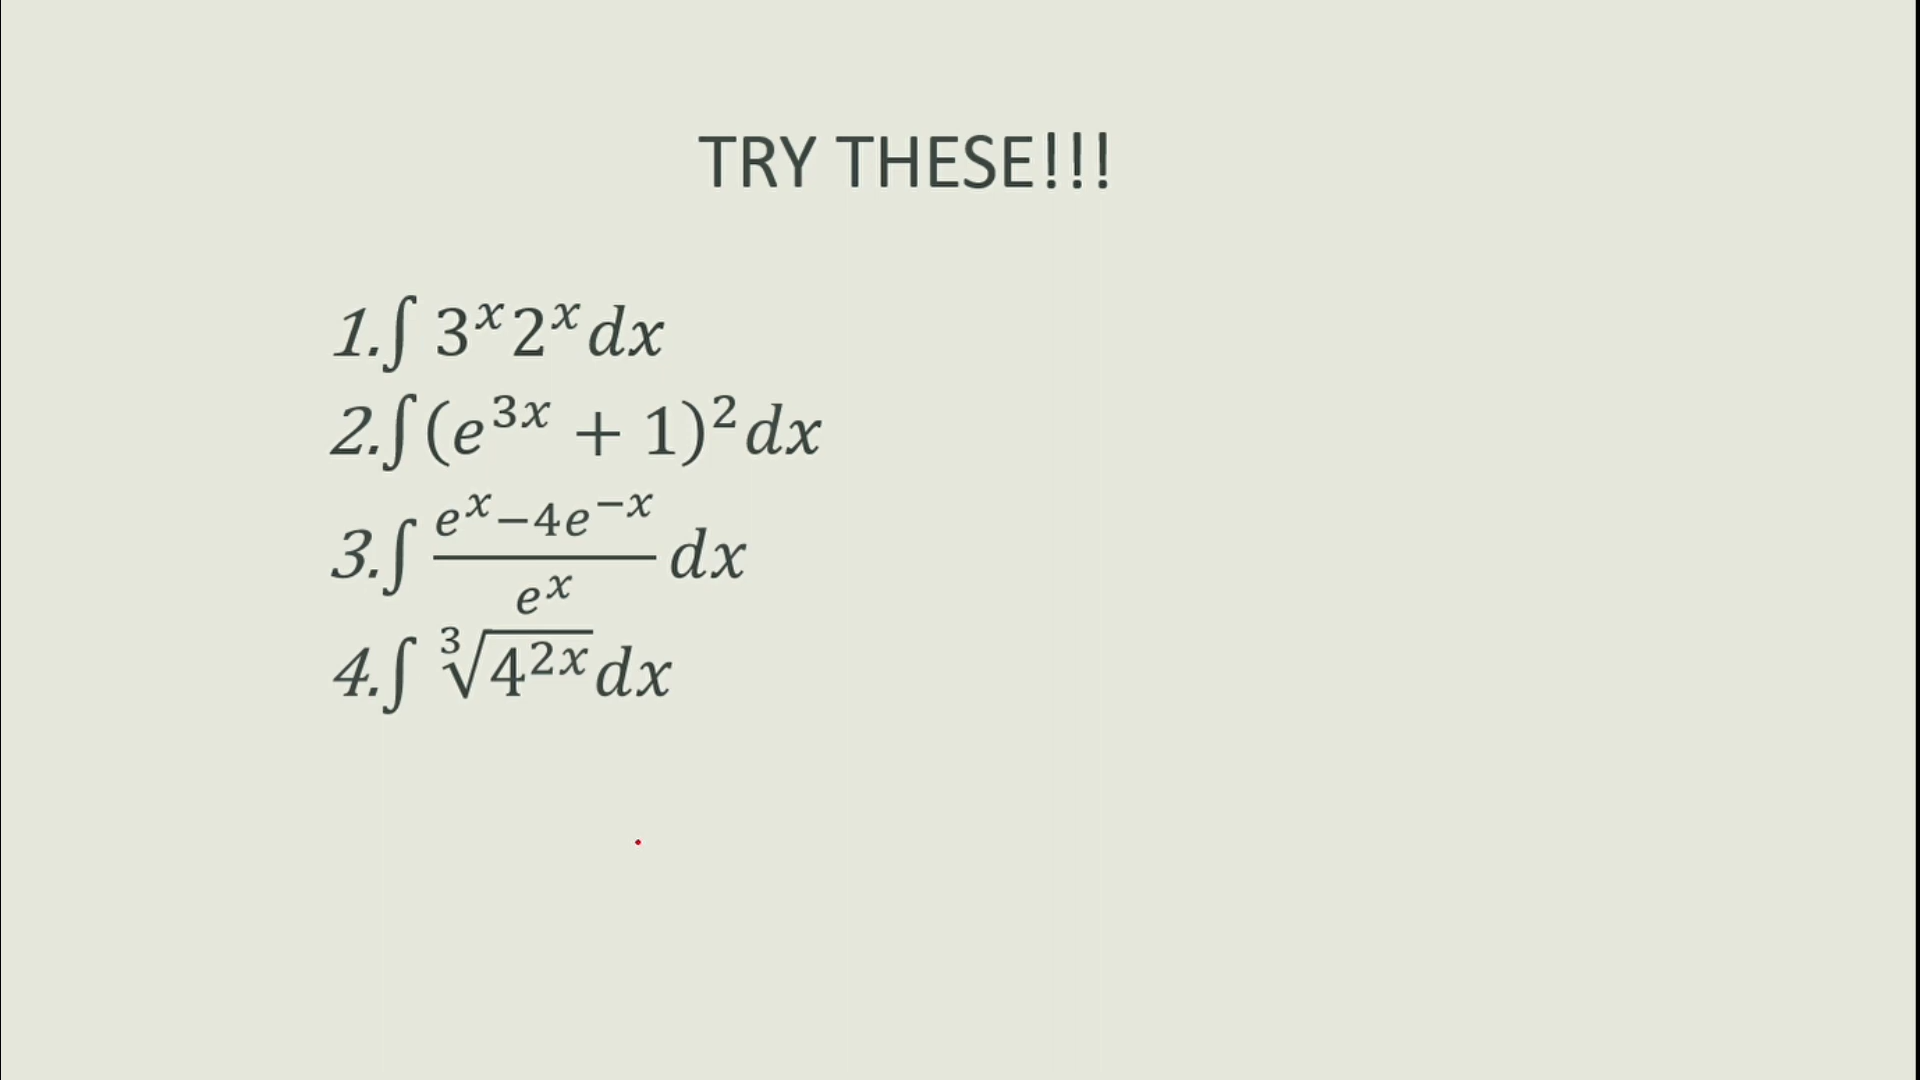 TRY THESE!!!
1.∫ 3ˣ2ˣdx
2.∫(e³ˣ + 1)²dx
3.∫ (eˣ−4e⁻ˣ)/eˣ dx
4.∫ ∛(4²ˣ)dx